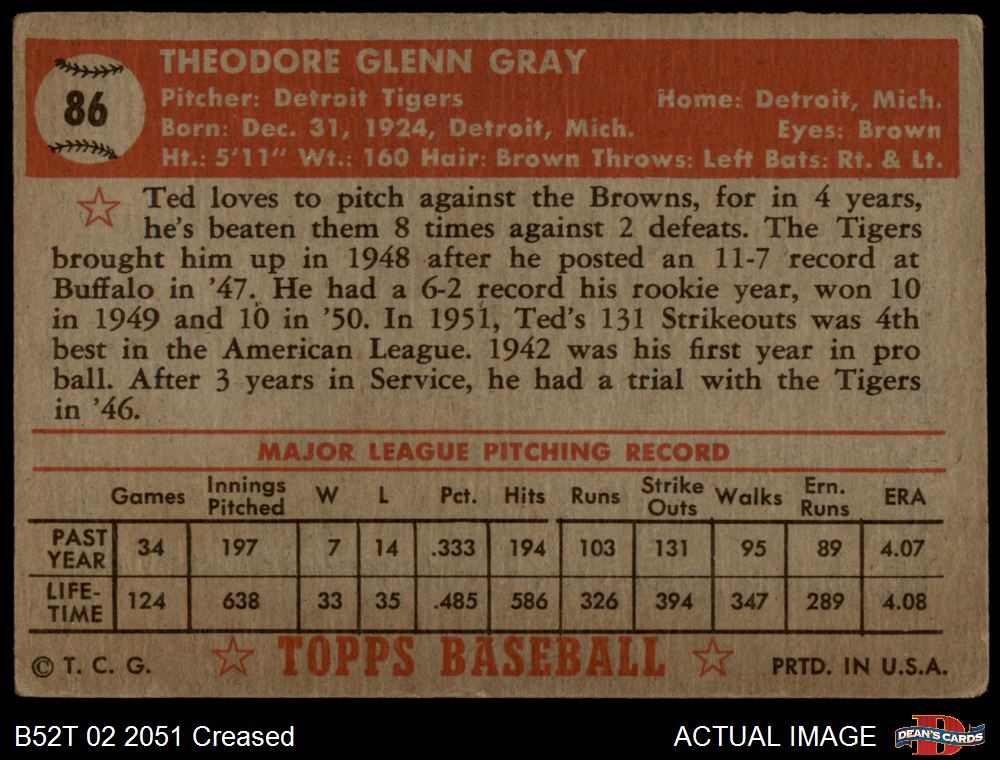 86
THEODORE GLENN GRAY
Pitcher: Detroit Tigers Home: Detroit, Mich.
Born: Dec. 31, 1924, Detroit, Mich. Eyes: Brown
Ht.: 5'11" Wt.: 160 Hair: Brown Throws: Left Bats: Rt. & Lt.
Ted loves to pitch against the Browns, for in 4 years,
he's beaten them 8 times against 2 defeats. The Tigers
brought him up in 1948 after he posted an 11-7 record at
Buffalo in '47. He had a 6-2 record his rookie year, won 10
in 1949 and 10 in '50. In 1951, Ted's 131 Strikeouts was 4th
best in the American League. 1942 was his first year in pro
ball. After 3 years in Service, he had a trial with the Tigers
in '46.
MAJOR LEAGUE PITCHING RECORD
Games Innings Pitched W L Pct. Hits Runs Strike Outs Walks Ern. Runs ERA
PAST YEAR 34 197 7 14 .333 194 103 131 95 89 4.07
LIFE-TIME 124 638 33 35 .485 586 326 394 347 289 4.08
© T. C. G. TOPPS BASEBALL PRTD. IN U.S.A.
B52T 02 2051 Creased ACTUAL IMAGE DEAN'S CARDS